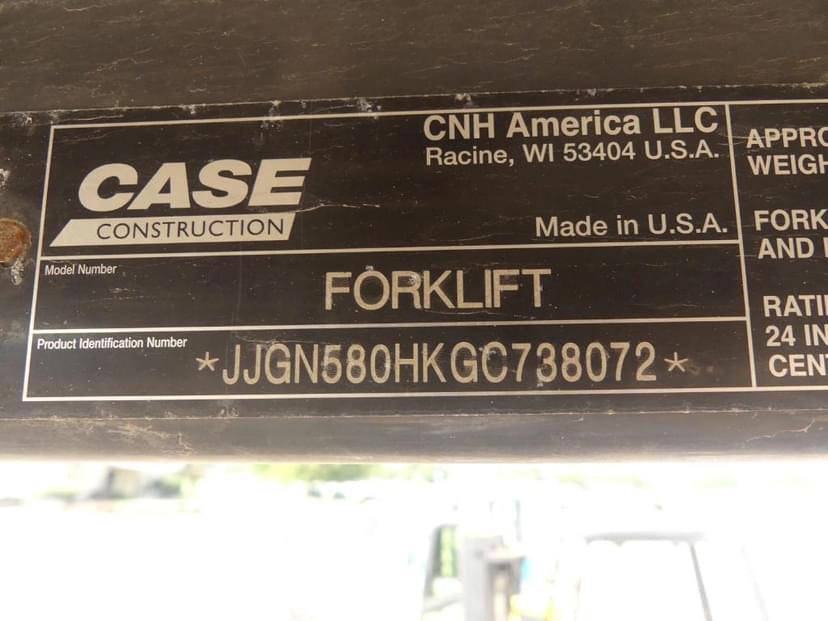 CASE
CONSTRUCTION
CNH America LLC
Racine, WI 53404 U.S.A.
Made in U.S.A.
Model Number
FORKLIFT
Product Identification Number
*JJGN580HKGC738072*
APPRO
WEIGH
FORK
AND
RATI
24 IN
CENT